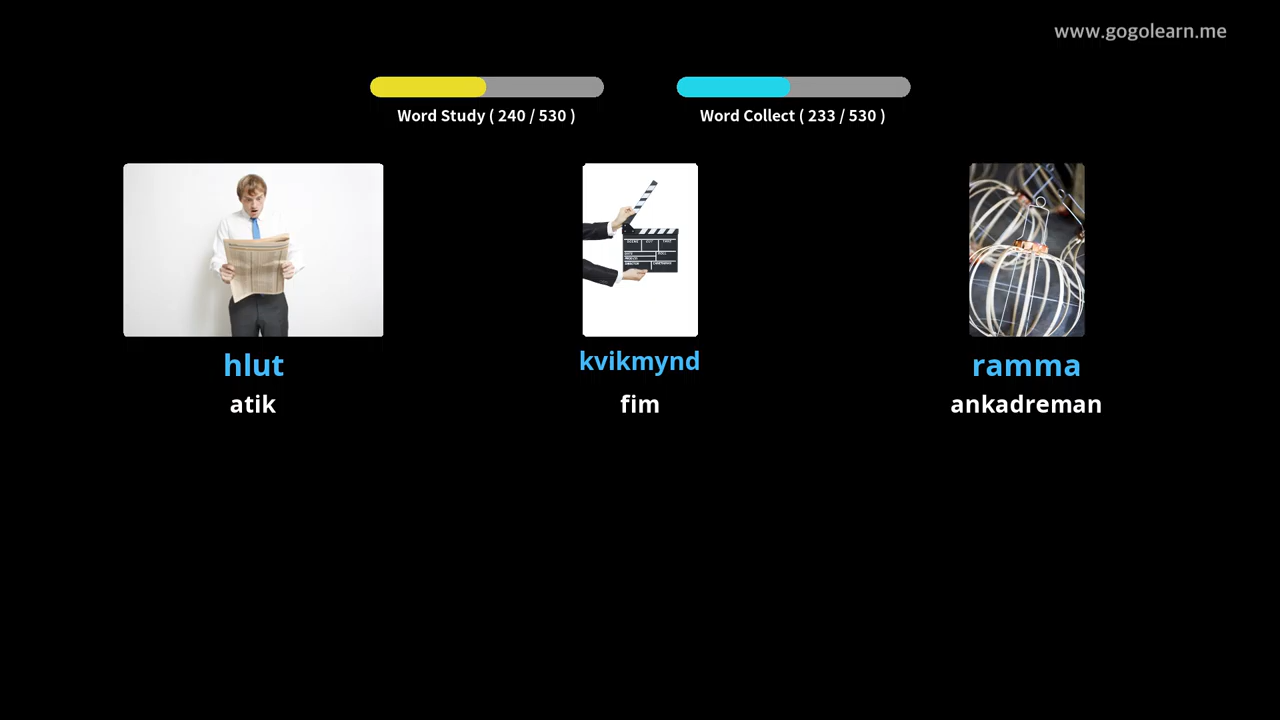 www.gogolearn.me
Word Study ( 240 / 530 )
Word Collect ( 233 / 530 )
hlut
kvikmynd
ramma
atik
fim
ankadreman